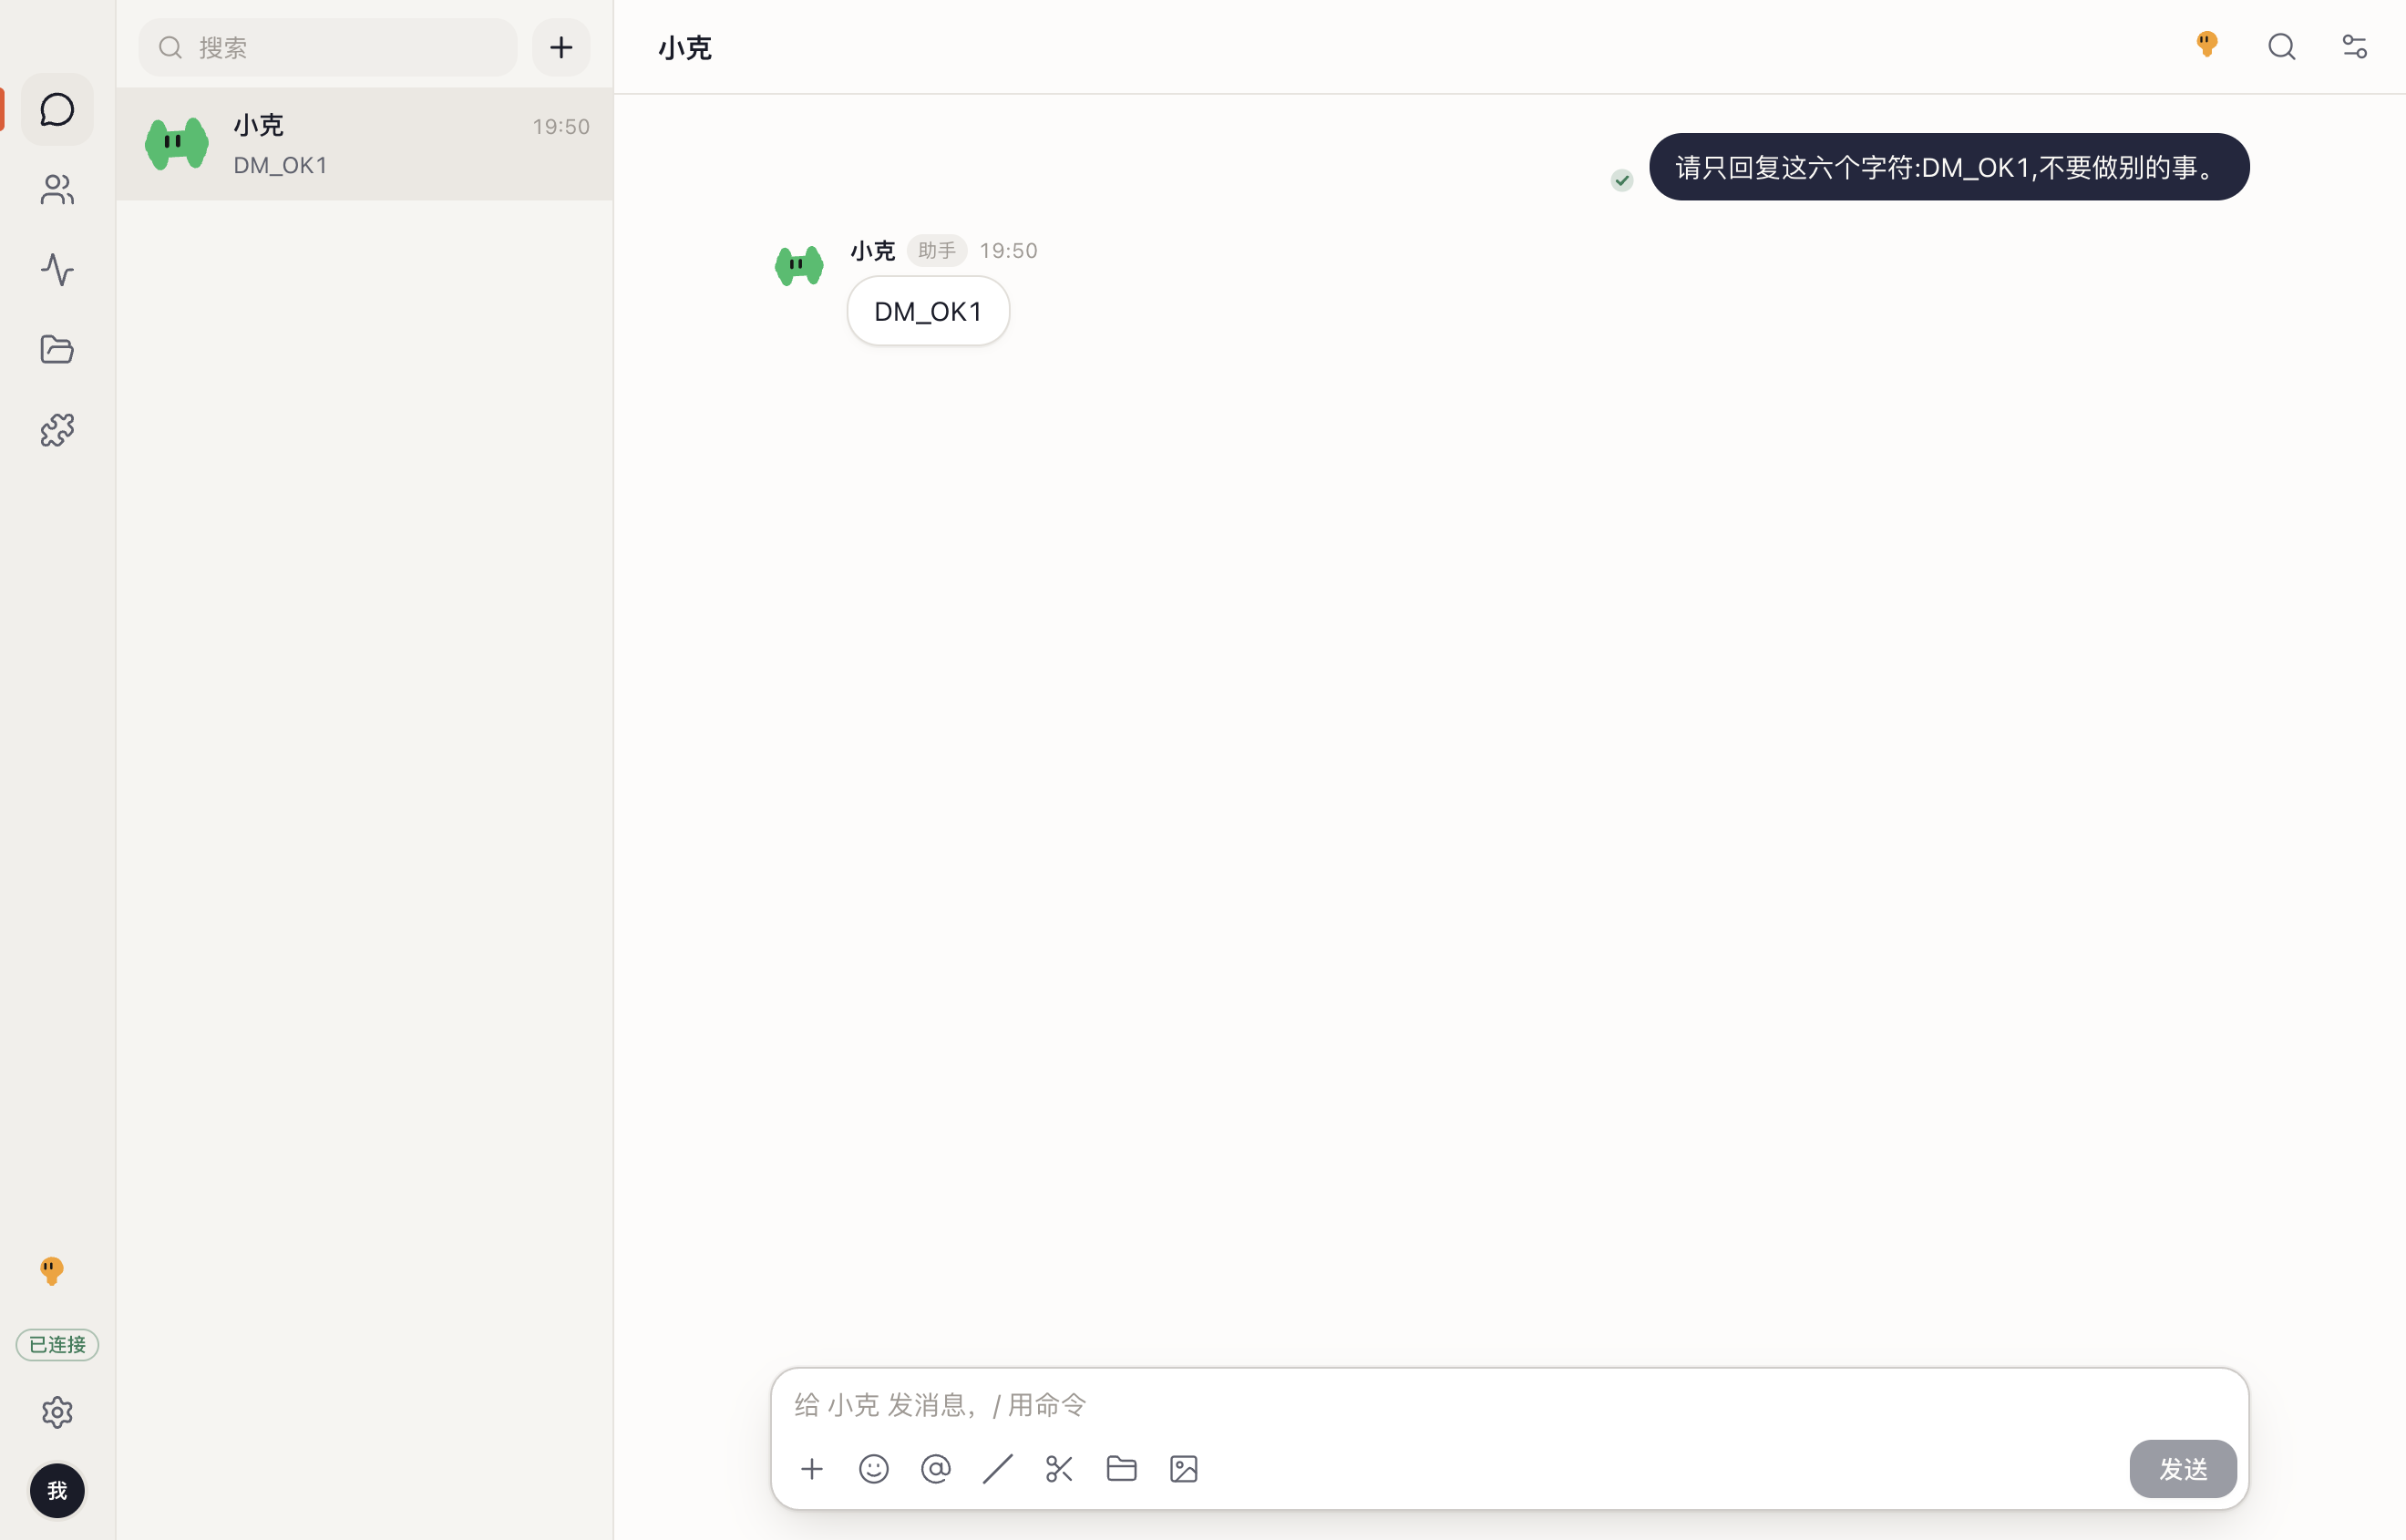 搜索
小克
19:50
DM_OK1
小克
请只回复这六个字符:DM_OK1,不要做别的事。
小克 助手 19:50
DM_OK1
给 小克 发消息，/ 用命令
发送
已连接
我